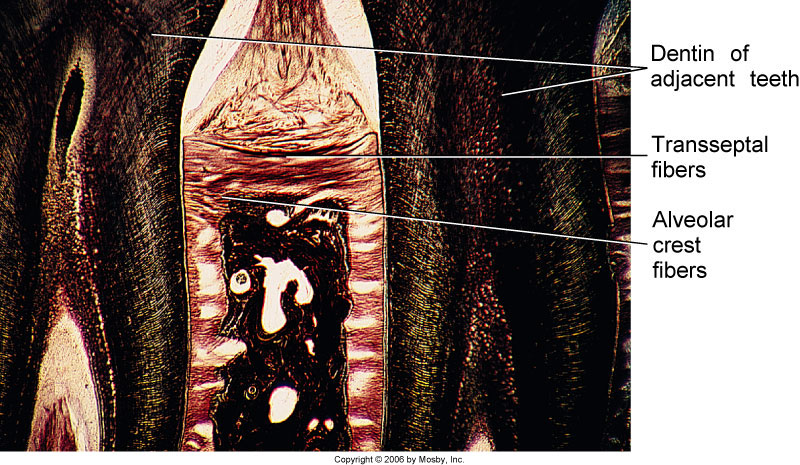 Dentin of
adjacent teeth
Transseptal
fibers
Alveolar
crest
fibers
Copyright © 2006 by Mosby, Inc.